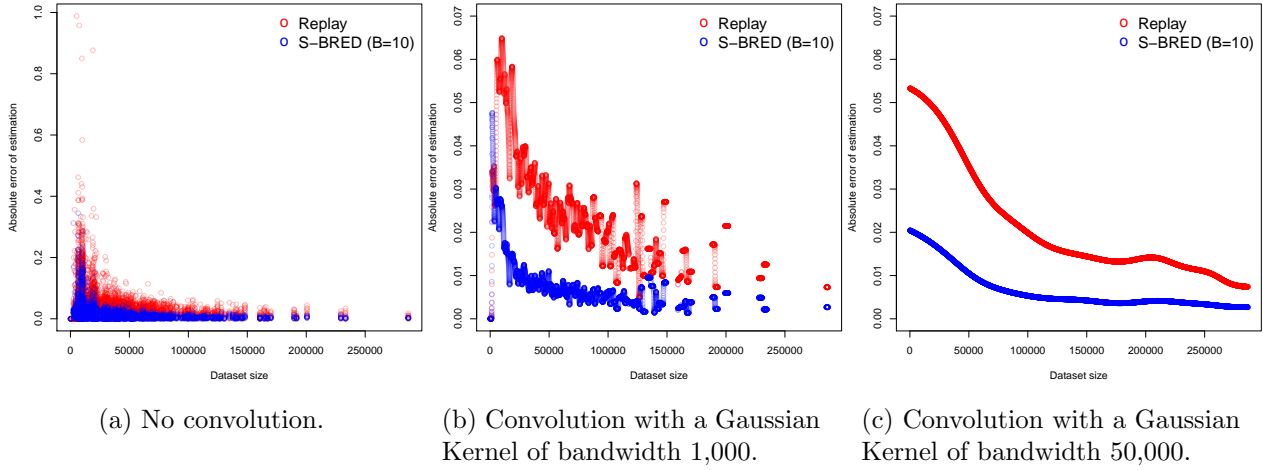 Absolute error of estimation
1.0
0.8
0.6
0.4
0.2
0.0
Replay
S−BRED (B=10)
0 50000 100000 150000 200000 250000
Dataset size
(a) No convolution.
Absolute error of estimation
0.07
0.06
0.05
0.04
0.03
0.02
0.01
0.00
Replay
S−BRED (B=10)
0 50000 100000 150000 200000 250000
Dataset size
(b) Convolution with a Gaussian
Kernel of bandwidth 1,000.
Absolute error of estimation
0.07
0.06
0.05
0.04
0.03
0.02
0.01
0.00
Replay
S−BRED (B=10)
0 50000 100000 150000 200000 250000
Dataset size
(c) Convolution with a Gaussian
Kernel of bandwidth 50,000.